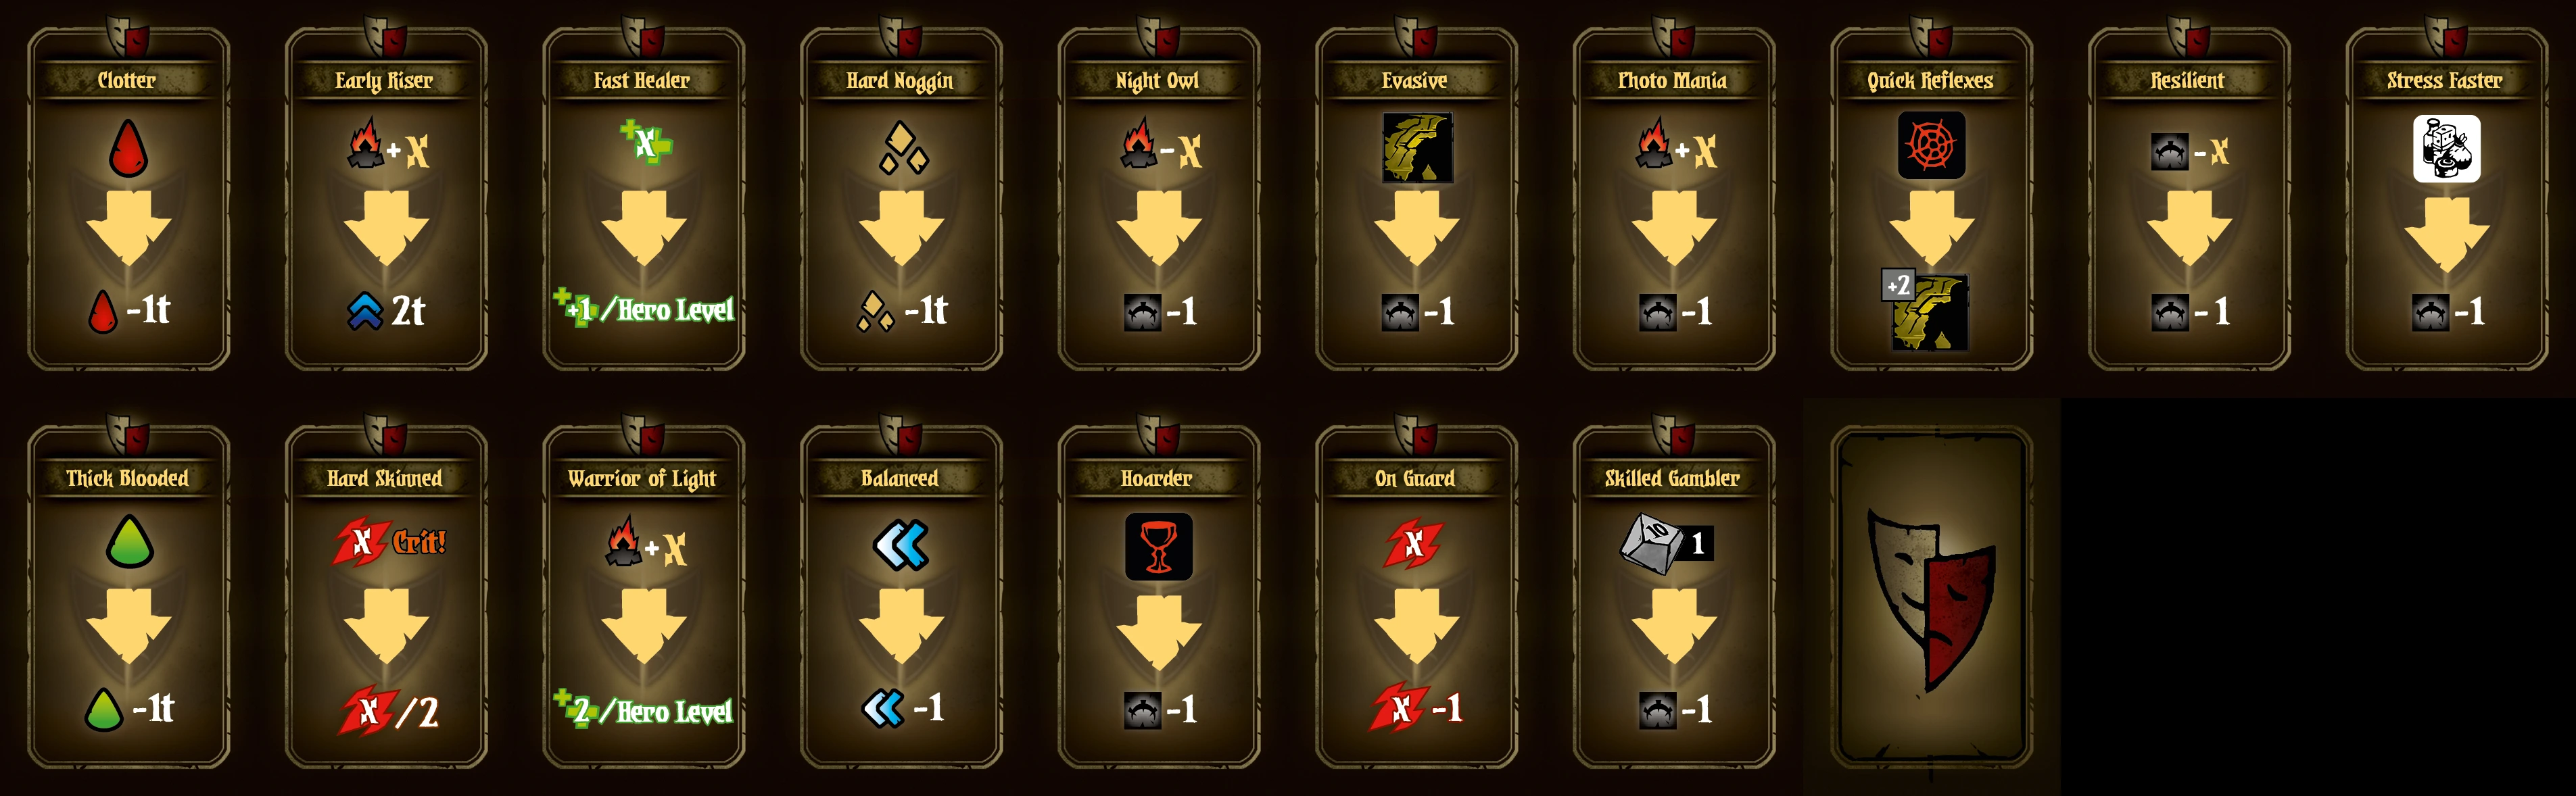 Clotter
-1t
Early Riser
+ X
2t
Fast Healer
X
+1 /Hero Level
Hard Noggin
-1t
Night Owl
- X
-1
Evasive
-1
Photo Mania
+ X
-1
Quick Reflexes
+2
Resilient
- X
-1
Stress Faster
-1
Thick Blooded
-1t
Hard Skinned
X Crit!
X /2
Warrior of Light
+ X
2 /Hero Level
Balanced
-1
Hoarder
-1
On Guard
X
X -1
Skilled Gambler
10 1
-1